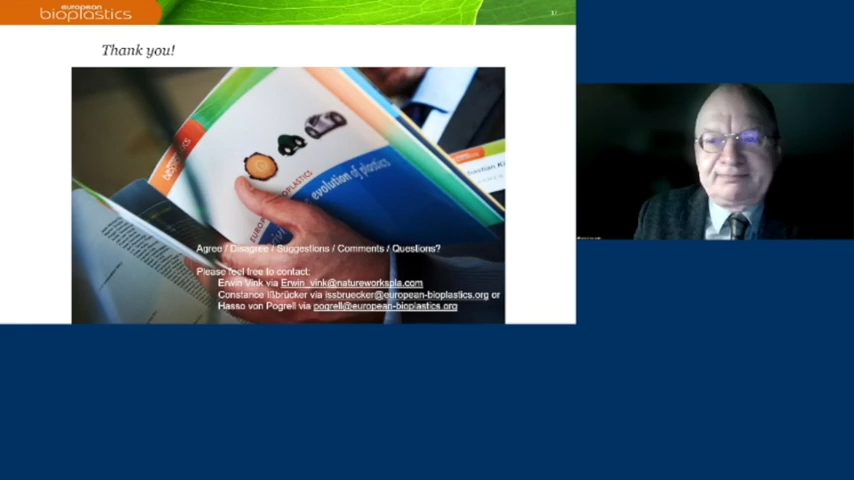 european
bioplastics
Thank you!
EUROPEAN BIOPLASTICS
evolution of plastics
Agree / Disagree / Suggestions / Comments / Questions?
Please feel free to contact:
Erwin Vink via Erwin_vink@natureworkspla.com
Constance Ißbrücker via issbruecker@european-bioplastics.org or
Hasso von Pogrell via pogrell@european-bioplastics.org